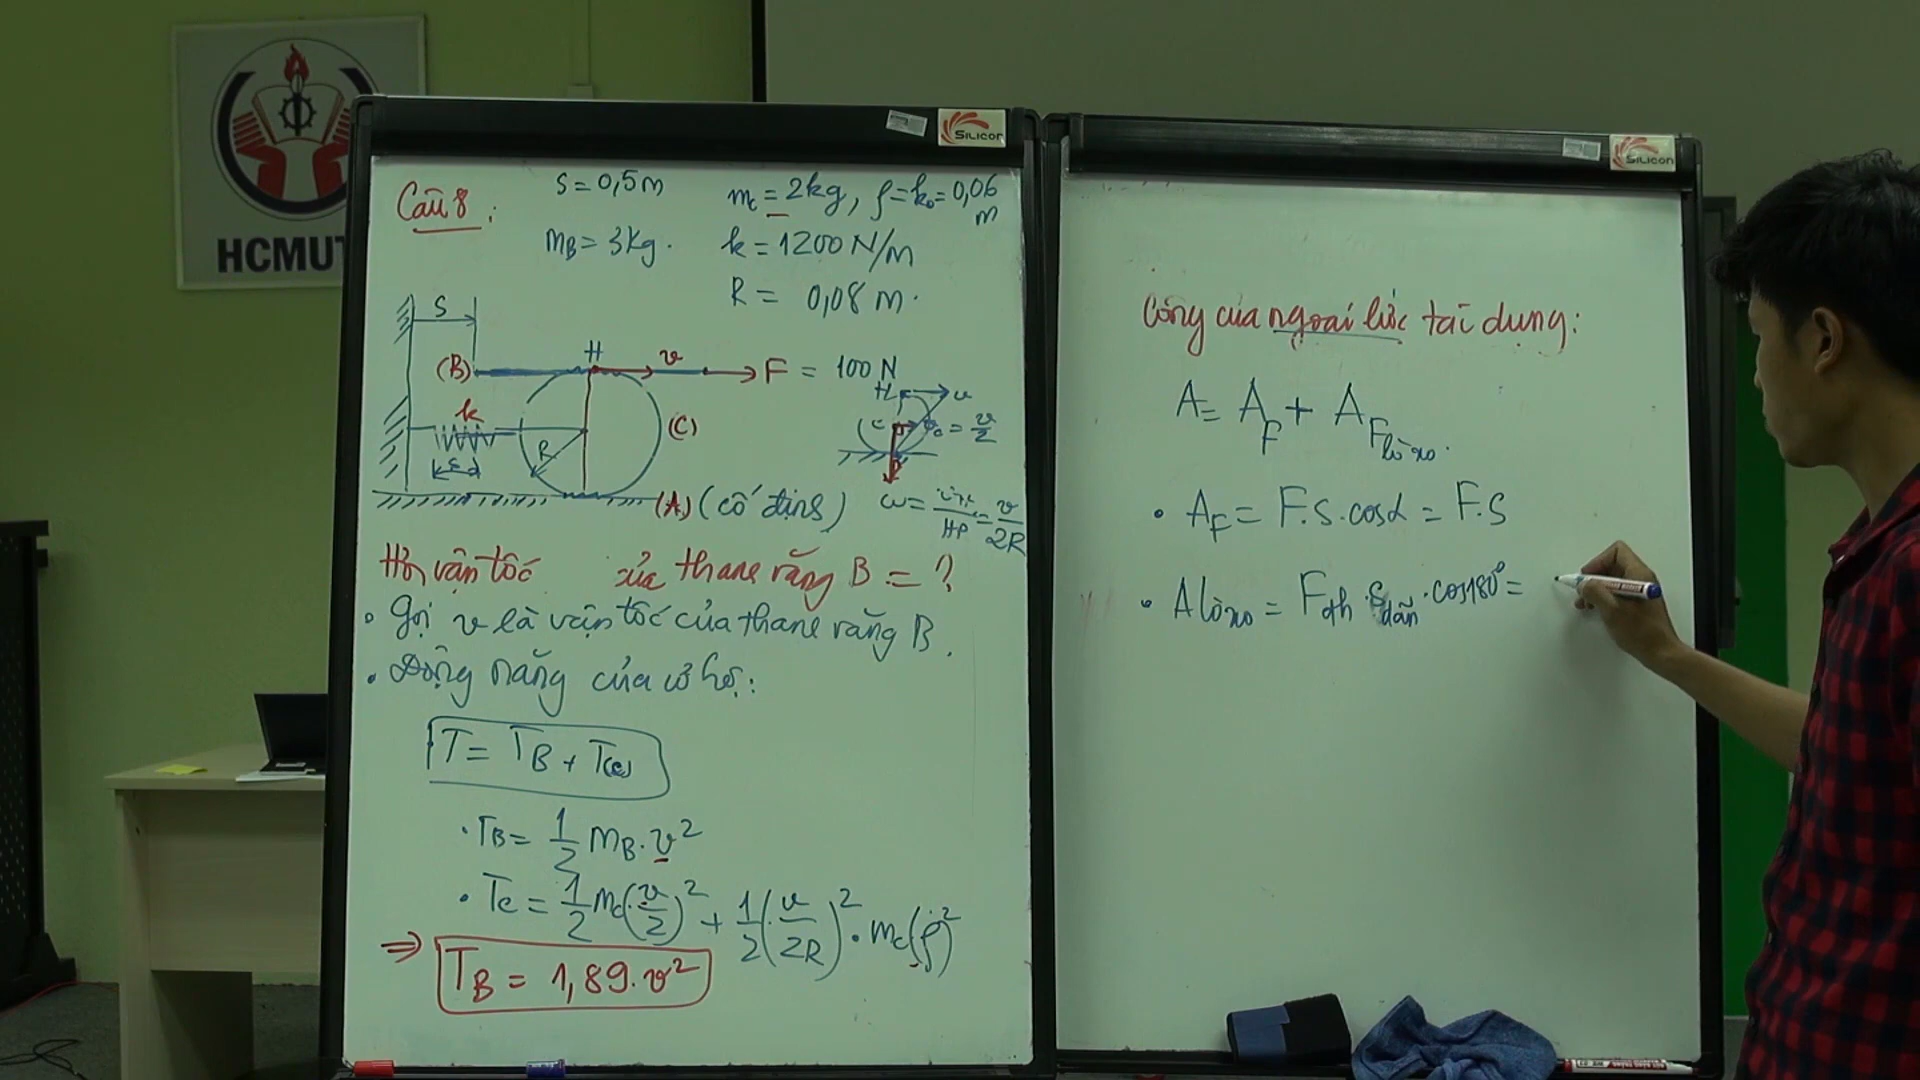 HCMUT
SILICON
SILICON
Câu 8:
S = 0,5m
m_c = 2kg, ρ = k₀ = 0,06 m
m_B = 3kg.
k = 1200 N/m
R = 0,08 m.
S
(B)
H
v
F = 100 N
k
R
(C)
(A) (cố định)
H
v
c
v_c = v/2
P
HP = v/2R
vận tốc của thanh răng B = ?
• Gọi v là vận tốc của thanh răng B.
• Động năng của cơ hệ:
T = T_B + T_(c)
• T_B = 1/2 m_B . v²
• T_c = 1/2 m_c (v/2)² + 1/2 (v/2R)² . m_c (ρ)²
⇒ T_B = 1,89.v²
Công của ngoại lực tác dụng:
A = A_F + A_F lò xo.
• A_F = F.S.cosα = F.S
• A lò xo = F_đh . S_dãn . cos180° =